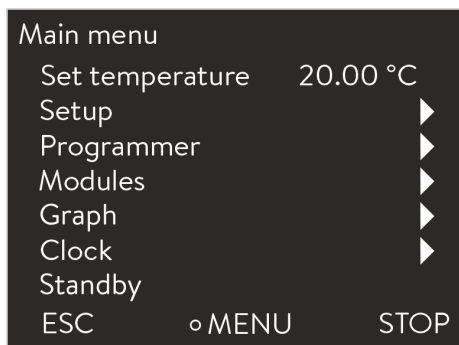 Main menu
Set temperature 20.00 °C
Setup
Programmer
Modules
Graph
Clock
Standby
ESC MENU STOP